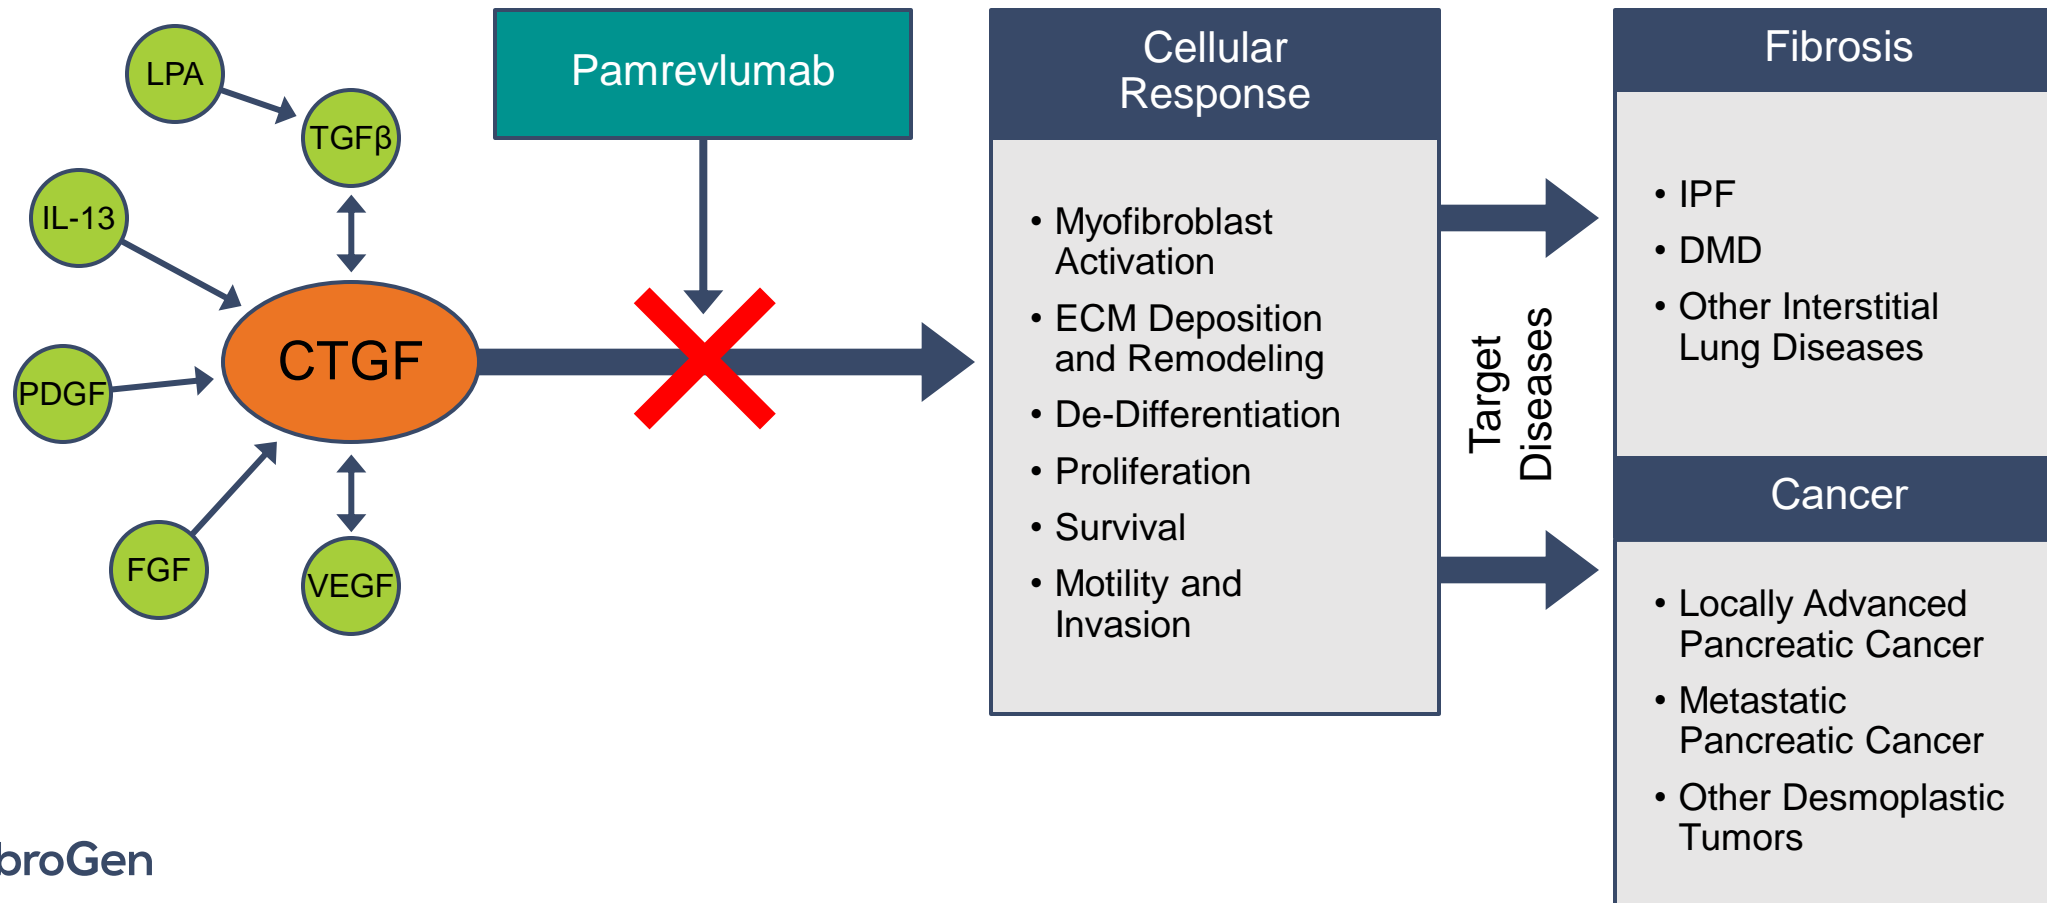 LPA
TGFβ
IL-13
CTGF
PDGF
FGF
VEGF
Pamrevlumab
Cellular
Response
• Myofibroblast
Activation
• ECM Deposition
and Remodeling
• De-Differentiation
• Proliferation
• Survival
• Motility and
Invasion
Target
Diseases
Fibrosis
• IPF
• DMD
• Other Interstitial
Lung Diseases
Cancer
• Locally Advanced
Pancreatic Cancer
• Metastatic
Pancreatic Cancer
• Other Desmoplastic
Tumors
broGen